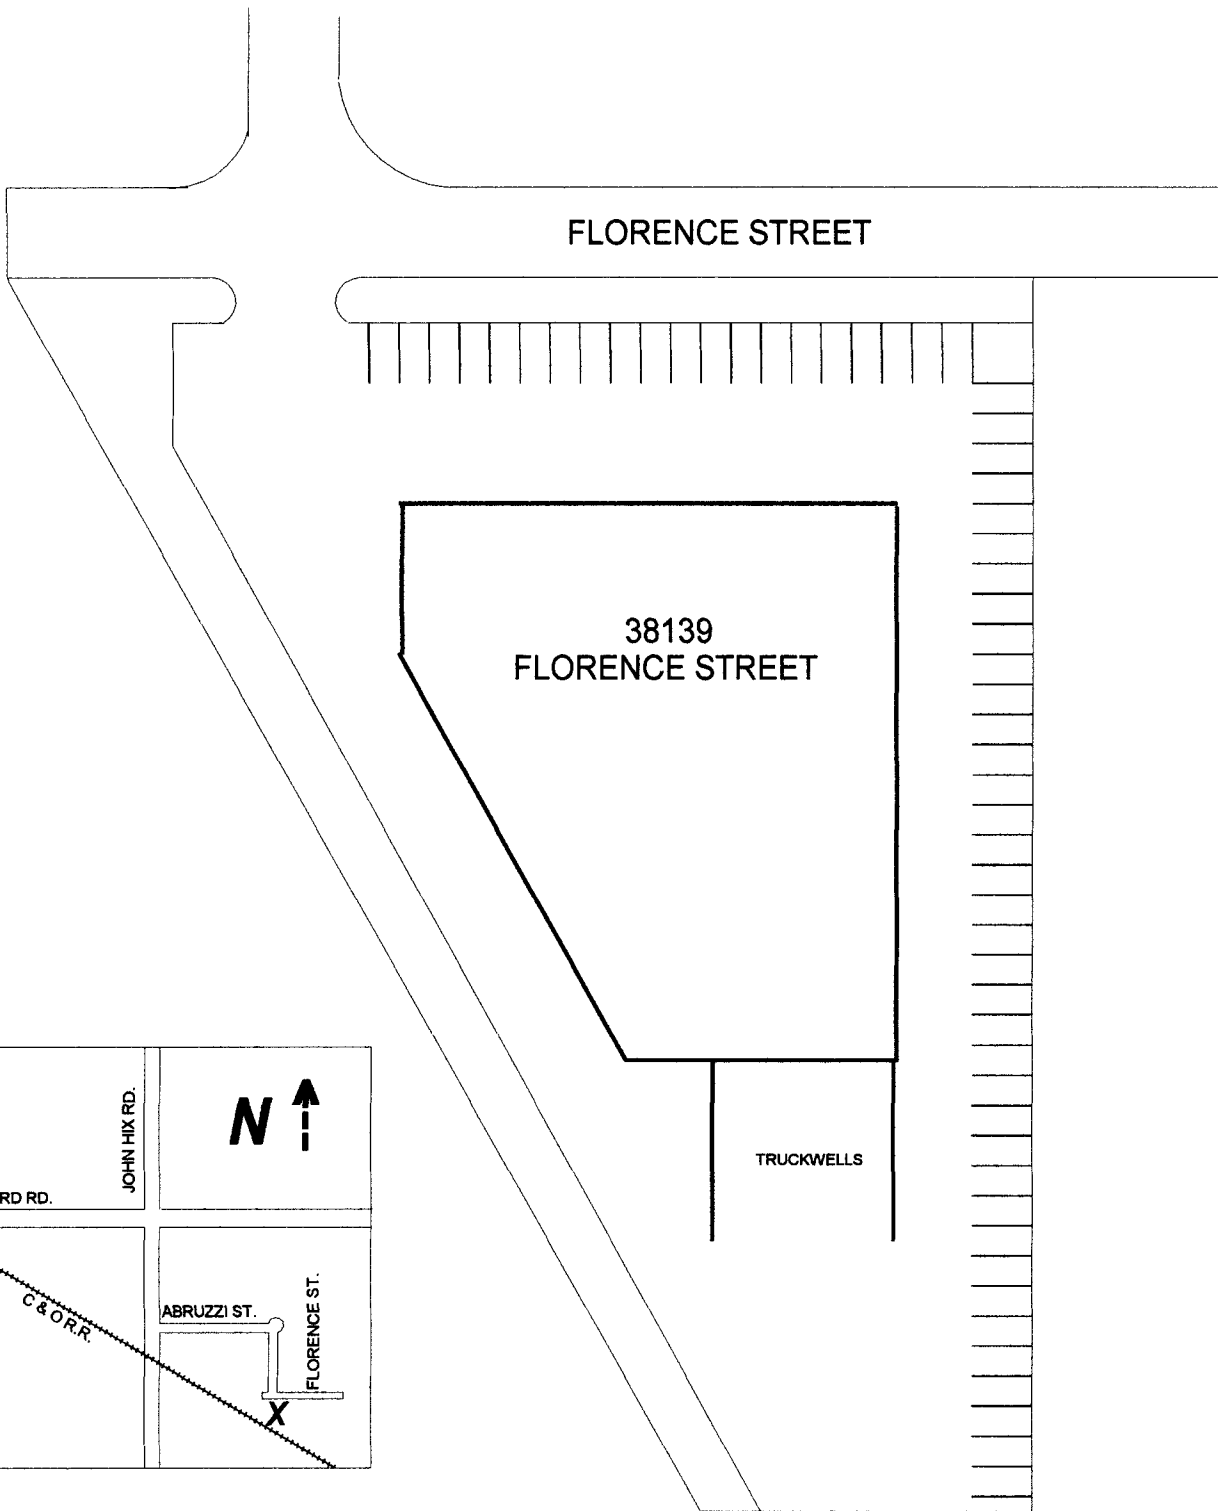 FLORENCE STREET
38139
FLORENCE STREET
TRUCKWELLS
JOHN HIX RD.
N
RD RD.
C & O R.R.
ABRUZZI ST.
FLORENCE ST.
X